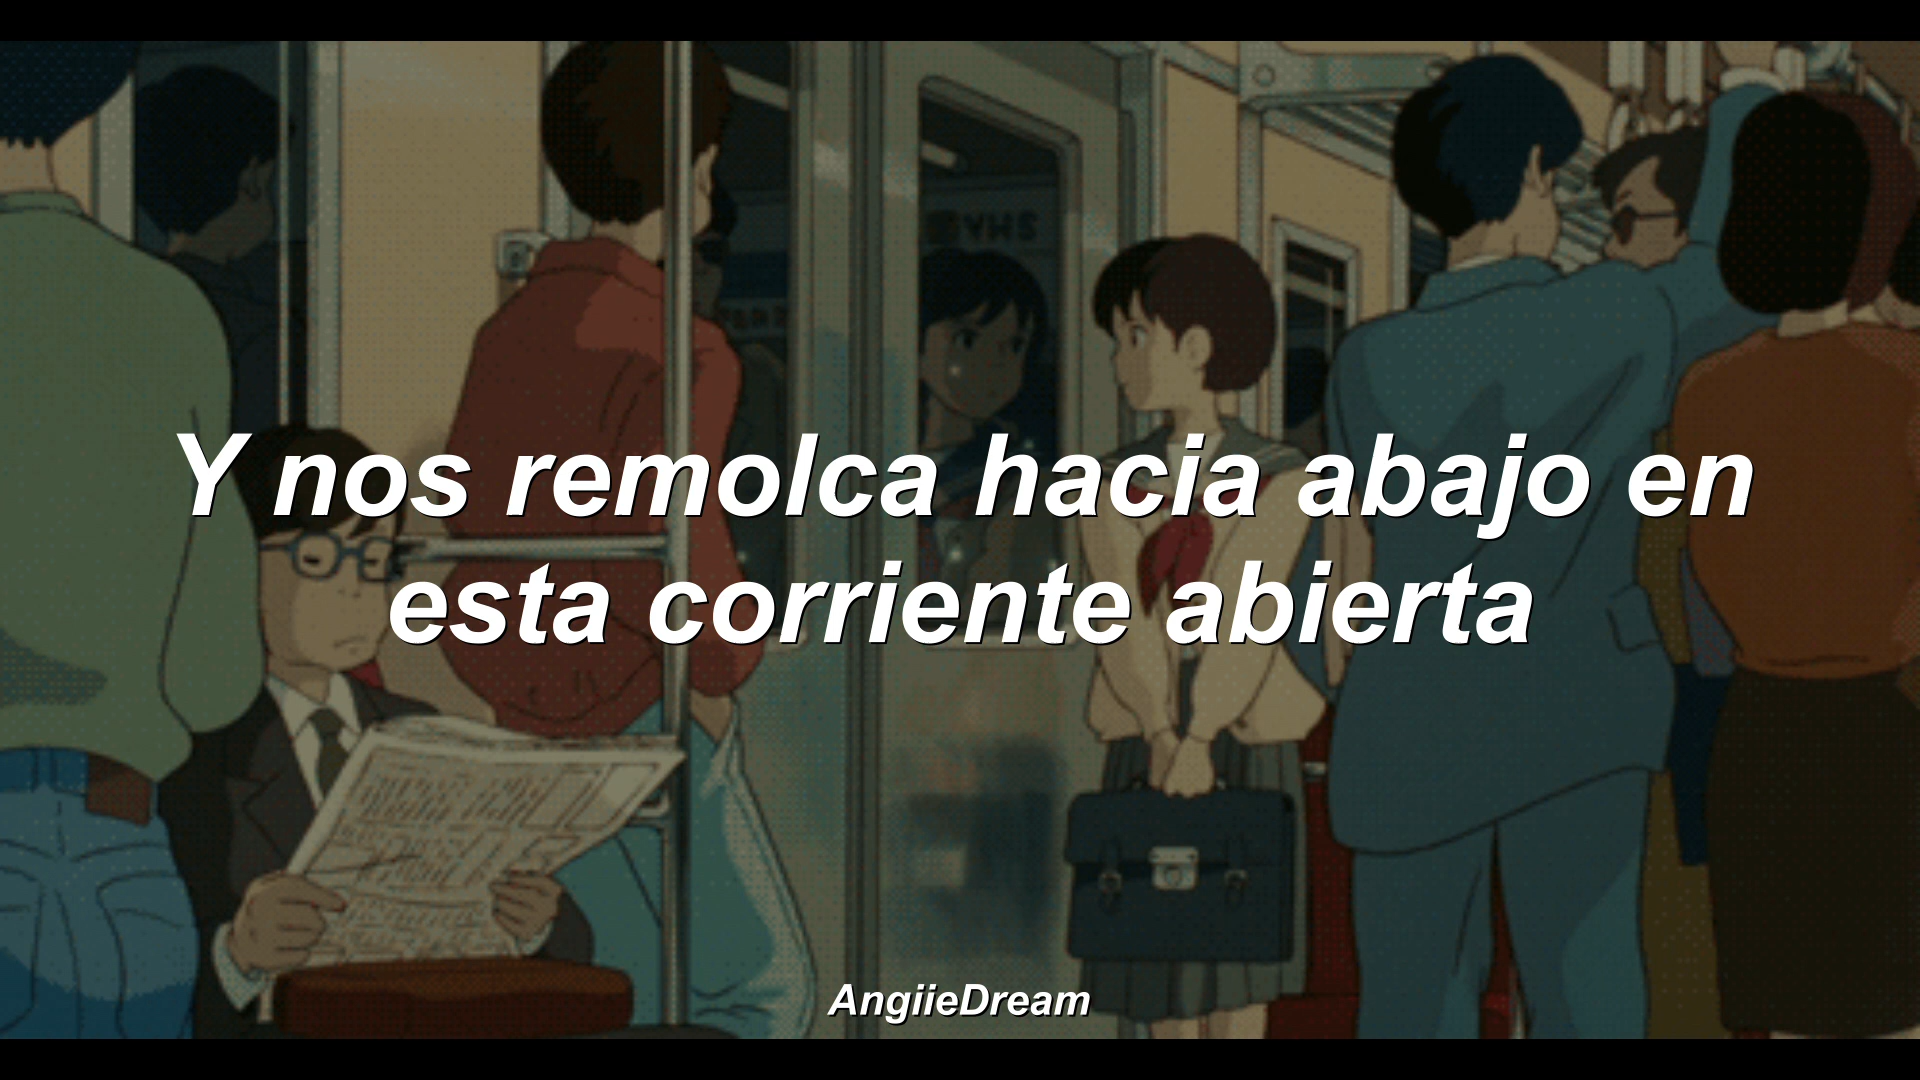 Y nos remolca hacia abajo en
esta corriente abierta
AngiieDream